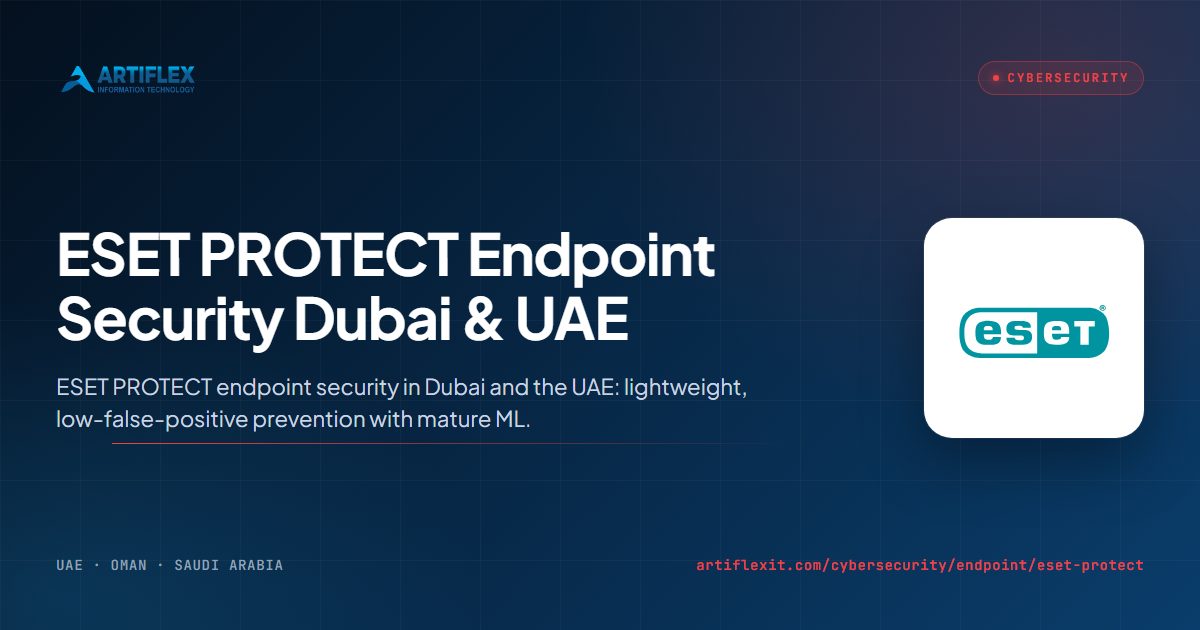 ARTIFLEX
INFORMATION TECHNOLOGY
CYBERSECURITY
ESET PROTECT Endpoint
Security Dubai & UAE
ESET PROTECT endpoint security in Dubai and the UAE: lightweight,
low-false-positive prevention with mature ML.
eseT®
UAE · OMAN · SAUDI ARABIA
artiflexit.com/cybersecurity/endpoint/eset-protect